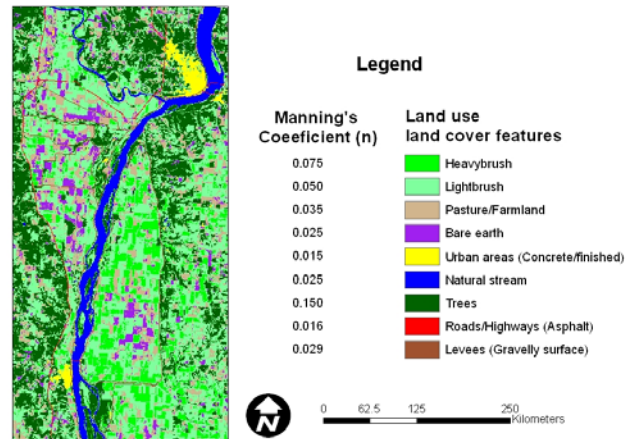 Legend
Manning's
Coeeficient (n)
Land use
land cover features
0.075 Heavybrush
0.050 Lightbrush
0.035 Pasture/Farmland
0.025 Bare earth
0.015 Urban areas (Concrete/finished)
0.025 Natural stream
0.150 Trees
0.016 Roads/Highways (Asphalt)
0.029 Levees (Gravelly surface)
N
0 62.5 125 250
Kilometers